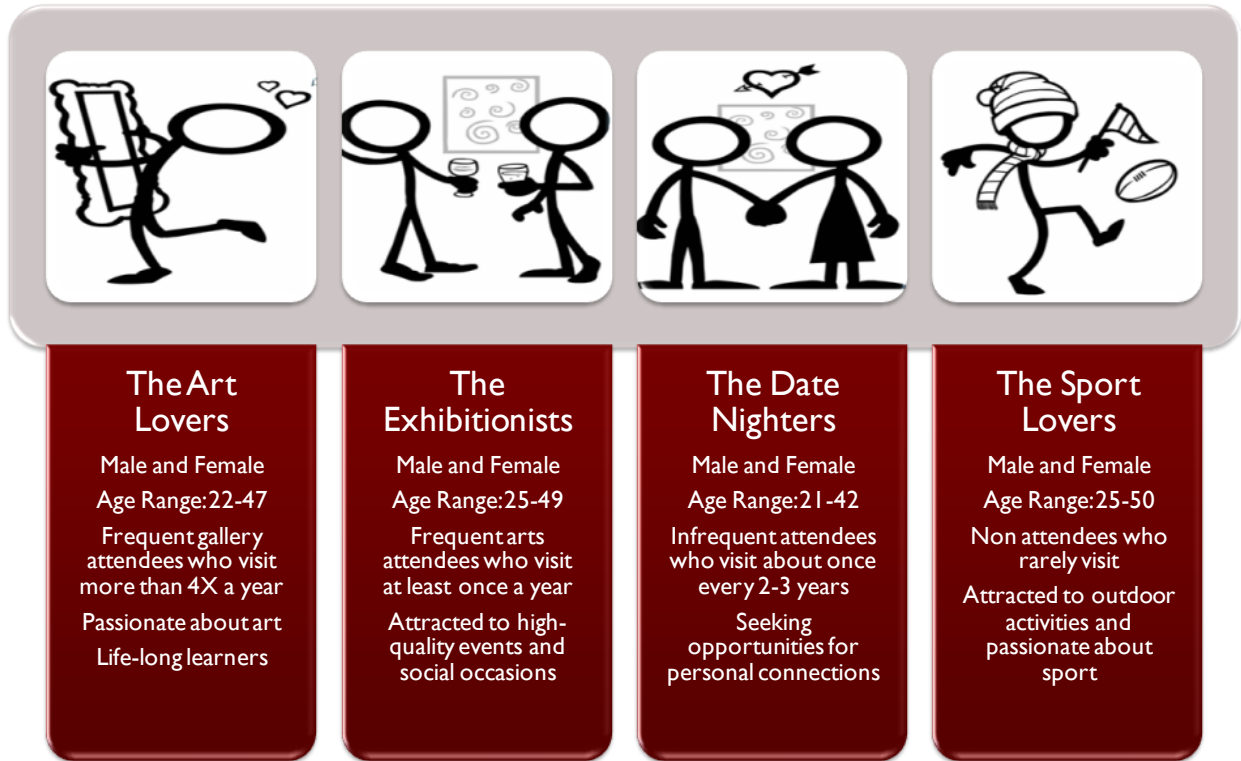 The Art
Lovers
Male and Female
Age Range:22-47
Frequent gallery
attendees who visit
more than 4X a year
Passionate about art
Life-long learners
The
Exhibitionists
Male and Female
Age Range:25-49
Frequent arts
attendees who visit
at least once a year
Attracted to high-
quality events and
social occasions
The Date
Nighters
Male and Female
Age Range:21-42
Infrequent attendees
who visit about once
every 2-3 years
Seeking
opportunities for
personal connections
The Sport
Lovers
Male and Female
Age Range:25-50
Non attendees who
rarely visit
Attracted to outdoor
activities and
passionate about
sport